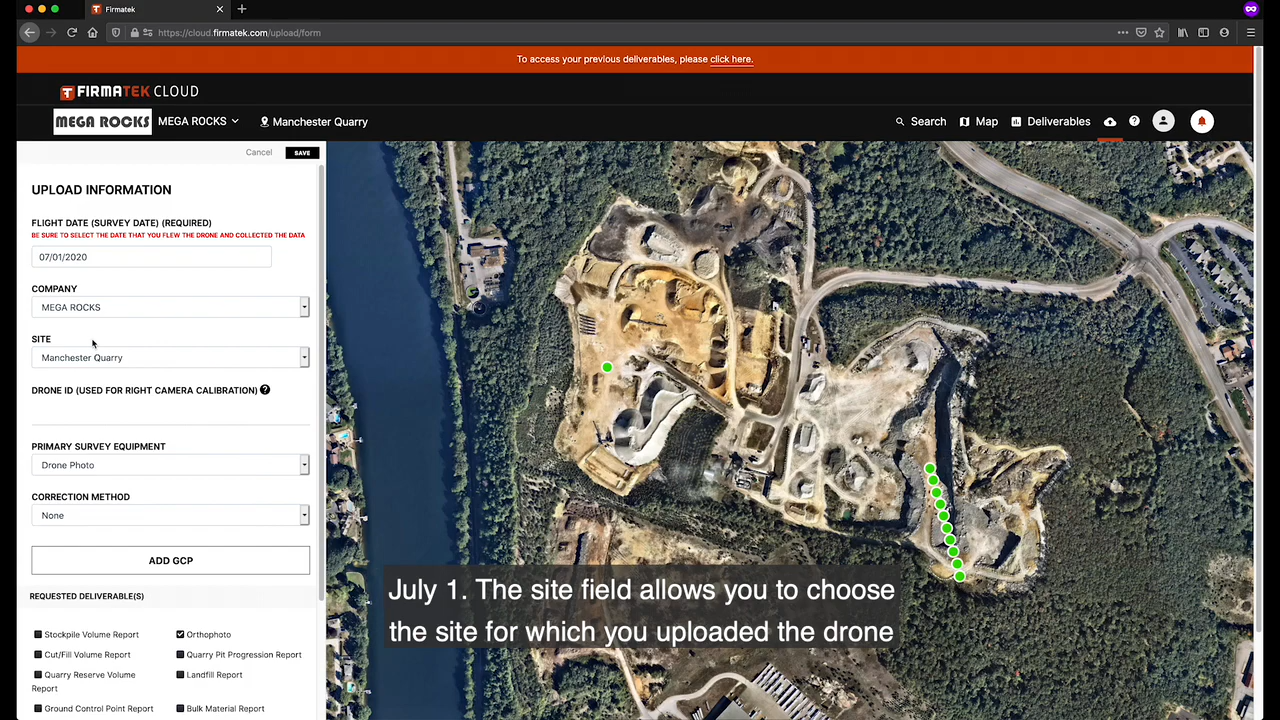 Firmatek
https://cloud.firmatek.com/upload/form
To access your previous deliverables, please click here.
FIRMATEK CLOUD
MEGA ROCKS MEGA ROCKS Manchester Quarry Search Map Deliverables
Cancel SAVE
UPLOAD INFORMATION
FLIGHT DATE (SURVEY DATE) (REQUIRED)
BE SURE TO SELECT THE DATE THAT YOU FLEW THE DRONE AND COLLECTED THE DATA
07/01/2020
COMPANY
MEGA ROCKS
SITE
Manchester Quarry
DRONE ID (USED FOR RIGHT CAMERA CALIBRATION)
PRIMARY SURVEY EQUIPMENT
Drone Photo
CORRECTION METHOD
None
ADD GCP
REQUESTED DELIVERABLE(S)
Stockpile Volume Report Orthophoto
Cut/Fill Volume Report Quarry Pit Progression Report
Quarry Reserve Volume Landfill Report
Report
Ground Control Point Report Bulk Material Report
July 1. The site field allows you to choose
the site for which you uploaded the drone